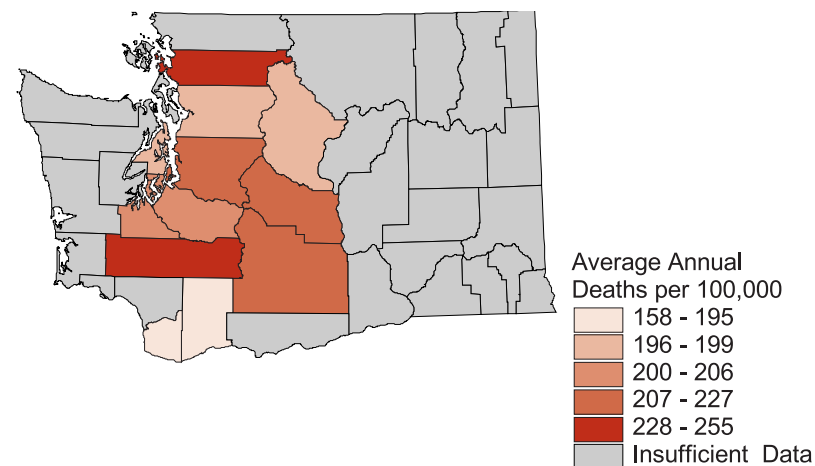 Average Annual
Deaths per 100,000
158 - 195
196 - 199
200 - 206
207 - 227
228 - 255
Insufficient Data